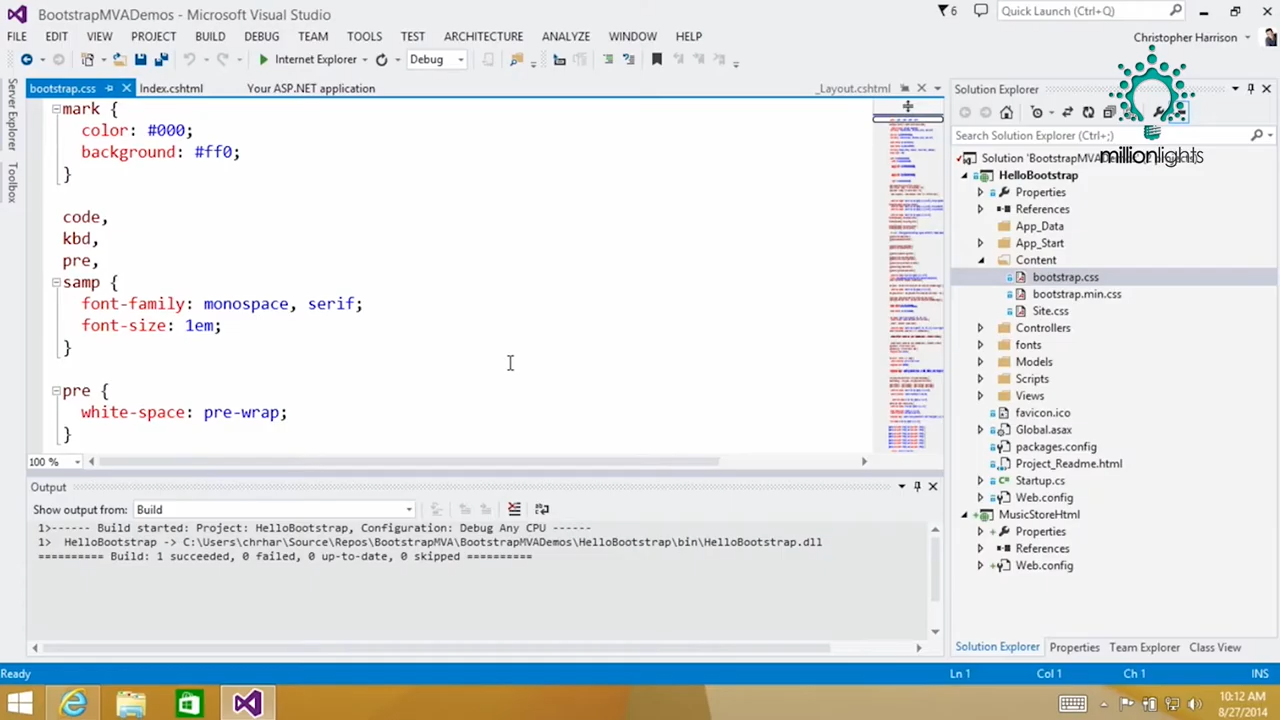 BootstrapMVADemos - Microsoft Visual Studio
6
Quick Launch (Ctrl+Q)
FILE EDIT VIEW PROJECT BUILD DEBUG TEAM TOOLS TEST ARCHITECTURE ANALYZE WINDOW HELP
Christopher Harrison
Internet Explorer
Debug
Server Explorer
Toolbox
bootstrap.css
Index.cshtml
Your ASP.NET application
_Layout.cshtml
mark {
color: #000;
background: #ff0;
}
code,
kbd,
pre,
samp {
font-family: monospace, serif;
font-size: 1em;
}
pre {
white-space: pre-wrap;
}
100 %
Output
Show output from: Build
1>------ Build started: Project: HelloBootstrap, Configuration: Debug Any CPU ------
1> HelloBootstrap -> C:\Users\chrhar\Source\Repos\BootstrapMVA\BootstrapMVADemos\HelloBootstrap\bin\HelloBootstrap.dll
========== Build: 1 succeeded, 0 failed, 0 up-to-date, 0 skipped ==========
Solution Explorer
Search Solution Explorer (Ctrl+;)
millionlights
Solution 'BootstrapMVADe
HelloBootstrap
Properties
References
App_Data
App_Start
Content
bootstrap.css
bootstrap.min.css
Site.css
Controllers
fonts
Models
Scripts
Views
favicon.ico
Global.asax
packages.config
Project_Readme.html
Startup.cs
Web.config
MusicStoreHtml
Properties
References
Web.config
Solution Explorer Properties Team Explorer Class View
Ready
Ln 1
Col 1
Ch 1
INS
10:12 AM
8/27/2014